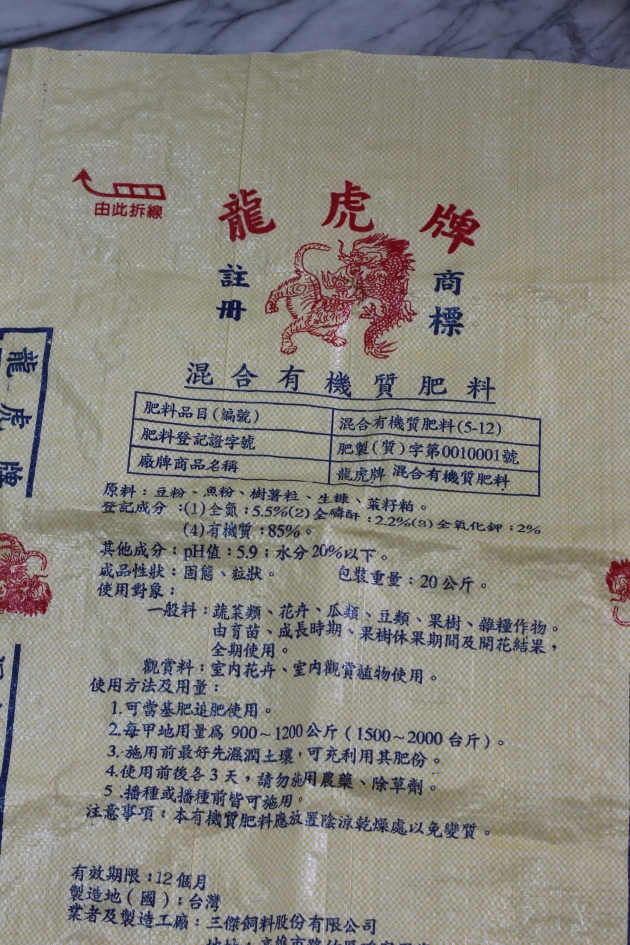 由此拆線
龍虎牌
註冊
商標
混合有機質肥料
肥料品目(編號) 混合有機質肥料(5-12)
肥料登記證字號 肥製(質)字第0010001號
廠牌商品名稱 龍虎牌 混合有機質肥料
原料：豆粉、魚粉、樹薯粒、生糠、菜籽粕。
登記成分：(1)全氮：5.5%(2)全磷酐：2.2%(3)全氧化鉀：2%
(4)有機質：85%。
其他成分：pH值：5.9；水分20%以下。
成品性狀：固態、粒狀。 包裝重量：20公斤。
使用對象：
一般料：蔬菜類、花卉、瓜類、豆類、果樹、雜糧作物。
由育苗、成長時期、果樹休果期間及開花結果，
全期使用。
觀賞料：室內花卉、室內觀賞植物使用。
使用方法及用量：
1.可當基肥追肥使用。
2.每甲地用量為 900～1200公斤（1500～2000台斤）。
3.施用前最好先濕潤土壤，可充利用其肥份。
4.使用前後各3天，請勿施用農藥、除草劑。
5.播種或播種前皆可施用。
注意事項：本有機質肥料應放置陰涼乾燥處以免變質。
有效期限：12個月
製造地(國)：台灣
業者及製造工廠：三傑飼料股份有限公司
龍虎牌